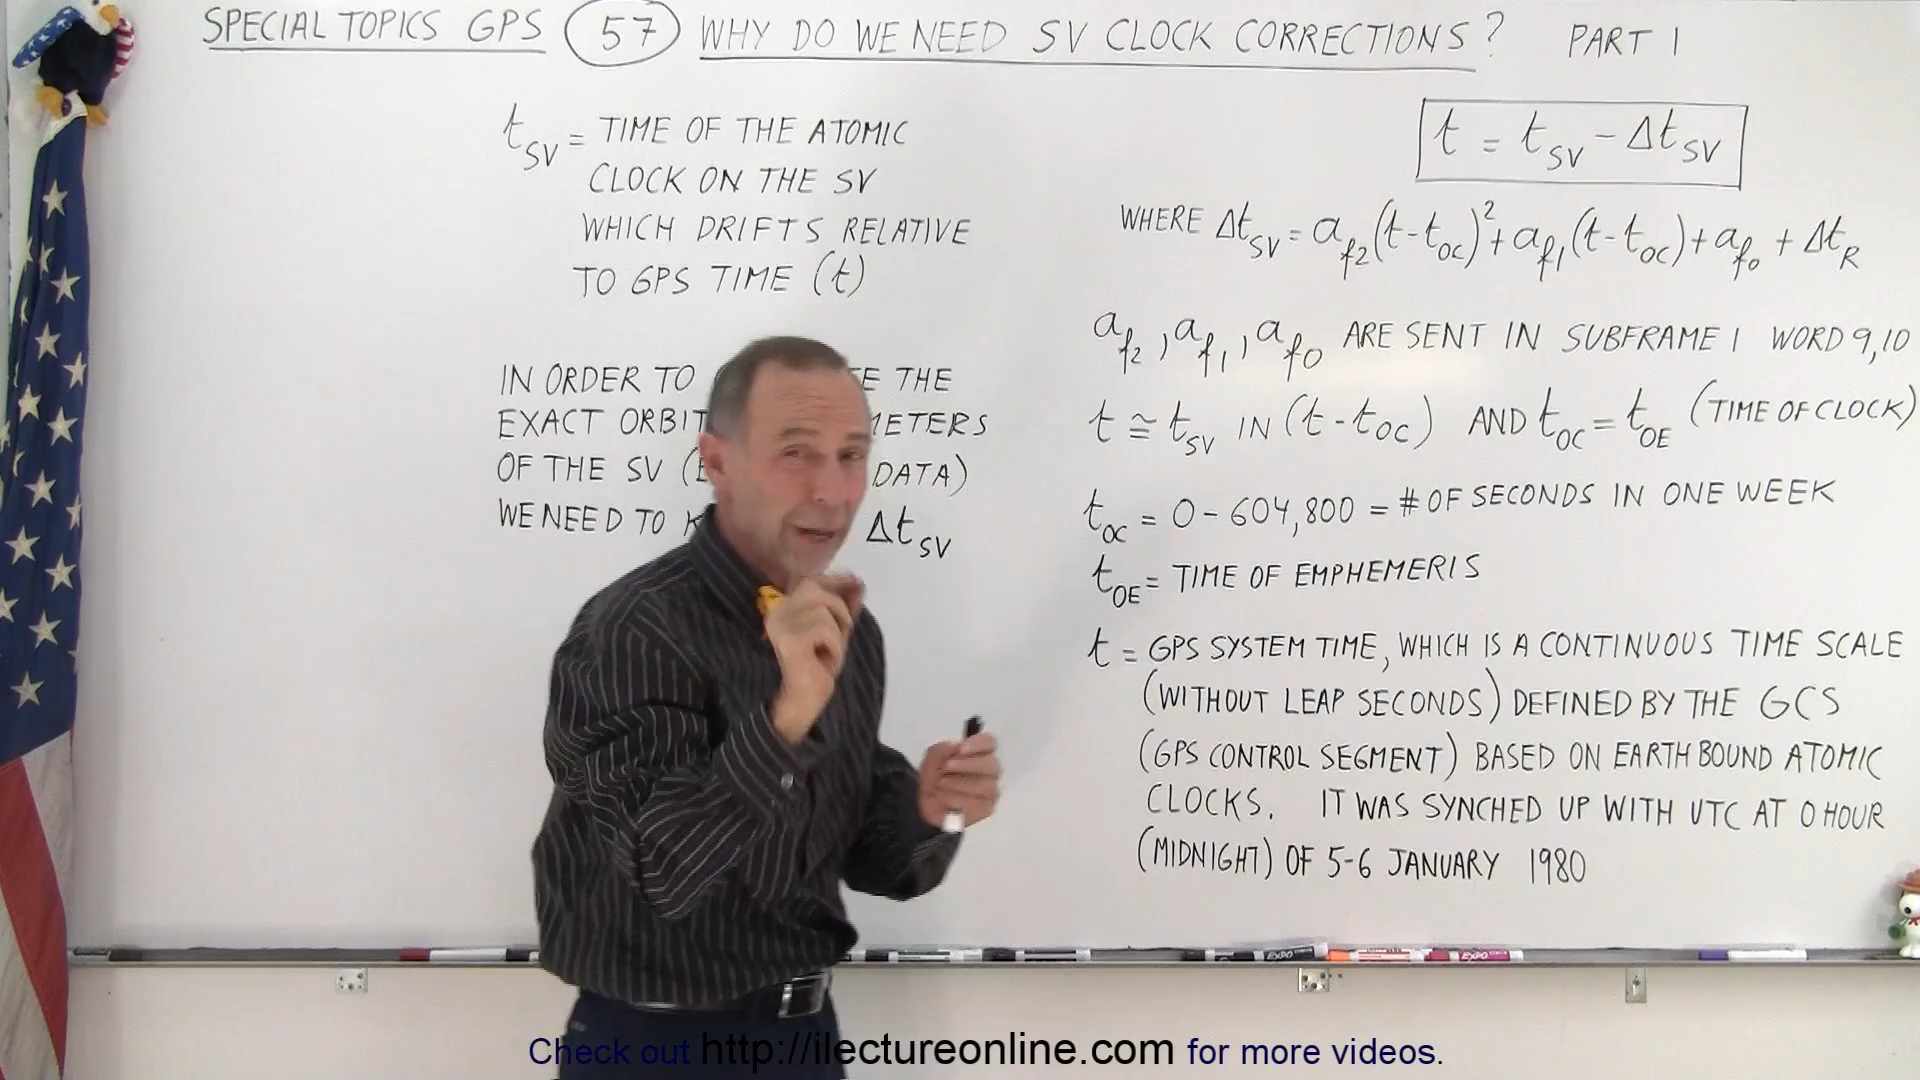 SPECIAL TOPICS GPS 57 WHY DO WE NEED SV CLOCK CORRECTIONS? PART 1
t_SV = TIME OF THE ATOMIC
CLOCK ON THE SV
WHICH DRIFTS RELATIVE
TO GPS TIME (t)
IN ORDER TO THE
EXACT
OF THE SV DATA)
WE NEED TO Δt_SV
t = t_SV - Δt_SV
WHERE Δt_SV = a_f2(t-t_OC)² + a_f1(t-t_OC) + a_f0 + Δt_R
a_f2, a_f1, a_f0 ARE SENT IN SUBFRAME 1 WORD 9,10
t ≅ t_SV IN (t-t_OC) AND t_OC = t_OE (TIME OF CLOCK)
t_OC = 0-604,800 = # OF SECONDS IN ONE WEEK
t_OE = TIME OF EMPHEMERIS
t = GPS SYSTEM TIME, WHICH IS A CONTINUOUS TIME SCALE
(WITHOUT LEAP SECONDS) DEFINED BY THE GCS
(GPS CONTROL SEGMENT) BASED ON EARTH BOUND ATOMIC
CLOCKS. IT WAS SYNCHED UP WITH UTC AT 0 HOUR
(MIDNIGHT) OF 5-6 JANUARY 1980
Check out http://ilectureonline.com for more videos.